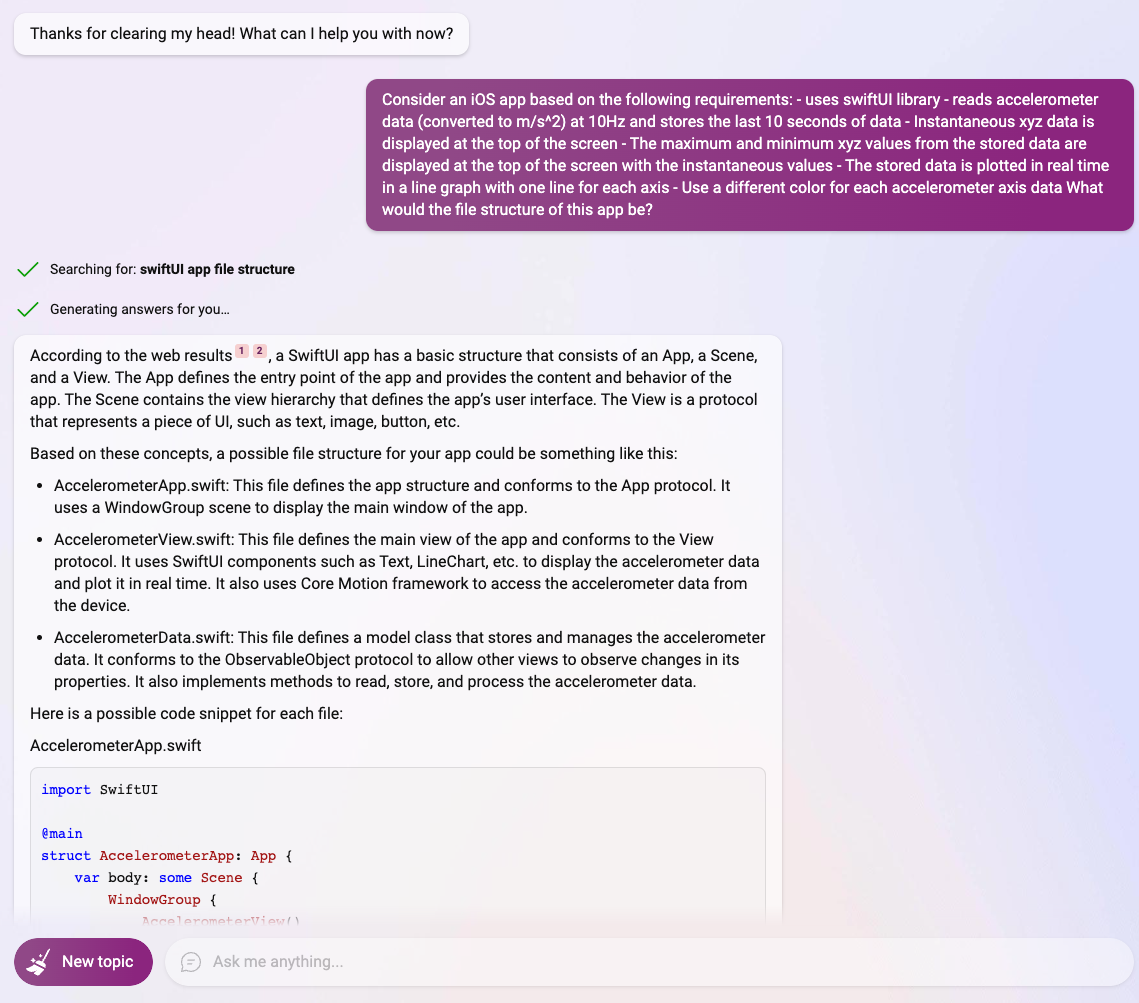 Thanks for clearing my head! What can I help you with now?
Consider an iOS app based on the following requirements: - uses swiftUI library - reads accelerometer
data (converted to m/s^2) at 10Hz and stores the last 10 seconds of data - Instantaneous xyz data is
displayed at the top of the screen - The maximum and minimum xyz values from the stored data are
displayed at the top of the screen with the instantaneous values - The stored data is plotted in real time
in a line graph with one line for each axis - Use a different color for each accelerometer axis data What
would the file structure of this app be?
Searching for: swiftUI app file structure
Generating answers for you…
According to the web results 1 2, a SwiftUI app has a basic structure that consists of an App, a Scene,
and a View. The App defines the entry point of the app and provides the content and behavior of the
app. The Scene contains the view hierarchy that defines the app’s user interface. The View is a protocol
that represents a piece of UI, such as text, image, button, etc.
Based on these concepts, a possible file structure for your app could be something like this:
• AccelerometerApp.swift: This file defines the app structure and conforms to the App protocol. It
uses a WindowGroup scene to display the main window of the app.
• AccelerometerView.swift: This file defines the main view of the app and conforms to the View
protocol. It uses SwiftUI components such as Text, LineChart, etc. to display the accelerometer data
and plot it in real time. It also uses Core Motion framework to access the accelerometer data from
the device.
• AccelerometerData.swift: This file defines a model class that stores and manages the accelerometer
data. It conforms to the ObservableObject protocol to allow other views to observe changes in its
properties. It also implements methods to read, store, and process the accelerometer data.
Here is a possible code snippet for each file:
AccelerometerApp.swift
import SwiftUI
@main
struct AccelerometerApp: App {
var body: some Scene {
WindowGroup {
AccelerometerView()
New topic
Ask me anything...